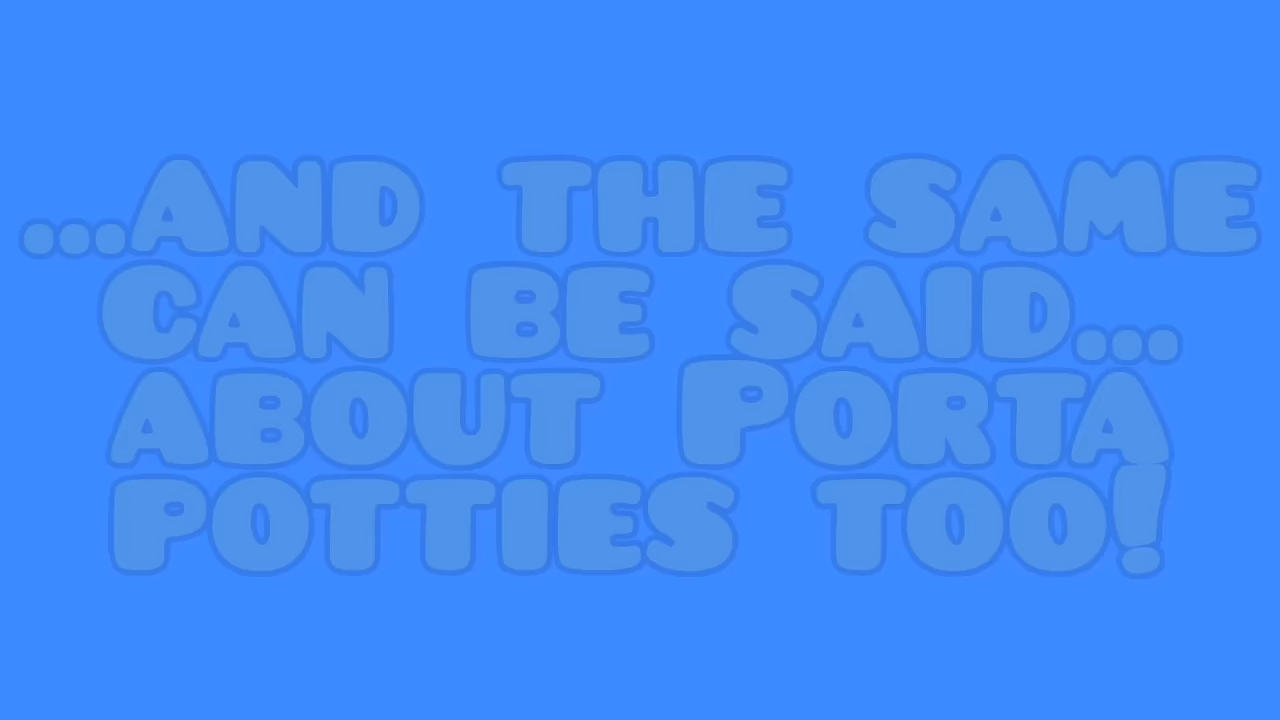 ...AND THE SAME
CAN BE SAID...
ABOUT PORTA
POTTIES TOO!